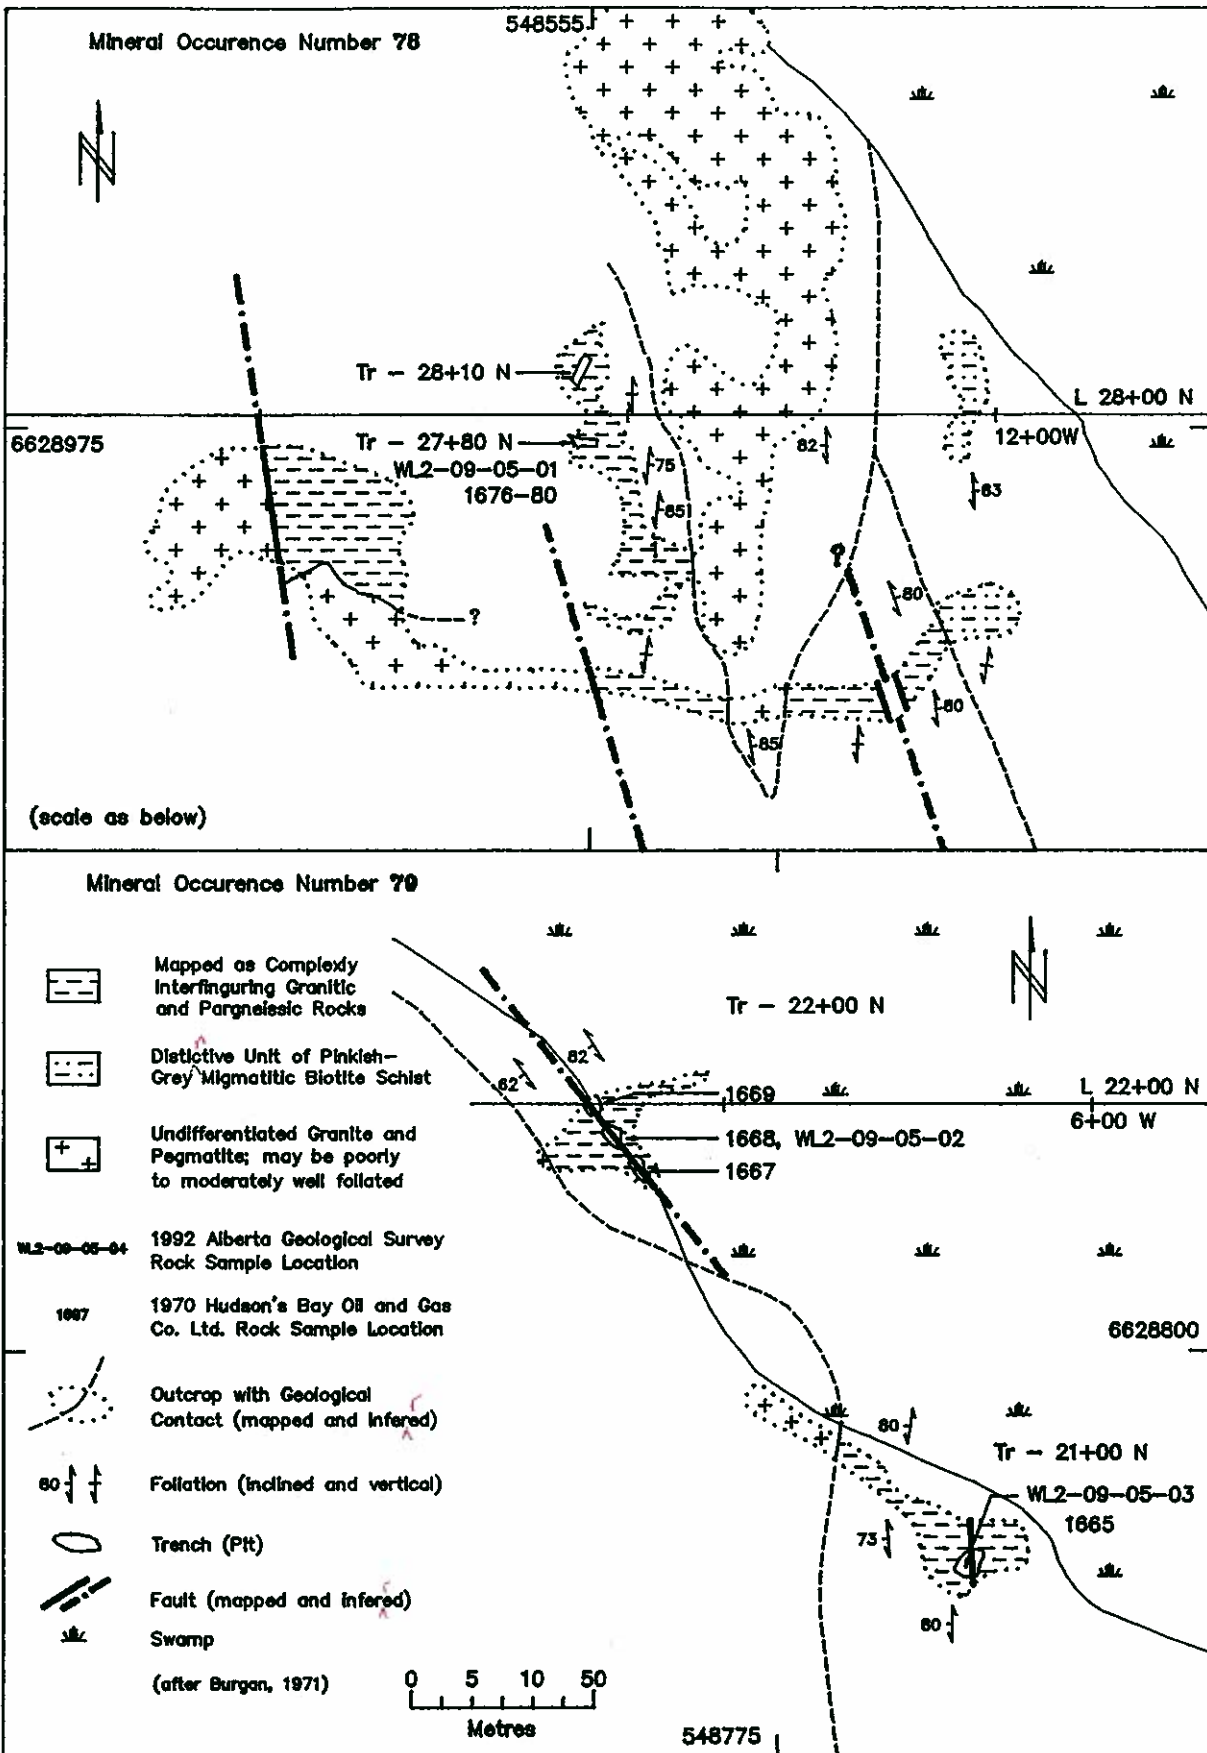 548555
Mineral Occurence Number 78
N
Tr - 28+10 N
L 28+00 N
6628975
Tr - 27+80 N
12+00W
WL2-09-05-01
1676-80
75
82
63
85
80
?
?
80
85
(scale as below)
Mineral Occurence Number 79
N
Mapped as Complexly
Interfinguring Granitic
and Pargneissic Rocks
Tr - 22+00 N
Distictive Unit of Pinkish-
Grey Migmatitic Biotite Schist
n
82
62
1669
L 22+00 N
6+00 W
Undifferentiated Granite and
Pegmatite; may be poorly
to moderately well foliated
1668, WL2-09-05-02
1667
WL2-09-05-04
1992 Alberta Geological Survey
Rock Sample Location
1697
1970 Hudson's Bay Oil and Gas
Co. Ltd. Rock Sample Location
6628800
Outcrop with Geological
Contact (mapped and infered)
r
80
Tr - 21+00 N
60
Foliation (inclined and vertical)
WL2-09-05-03
1665
73
Trench (Pit)
Fault (mapped and infered)
r
80
Swamp
(after Burgan, 1971)
0 5 10 50
Metres
548775